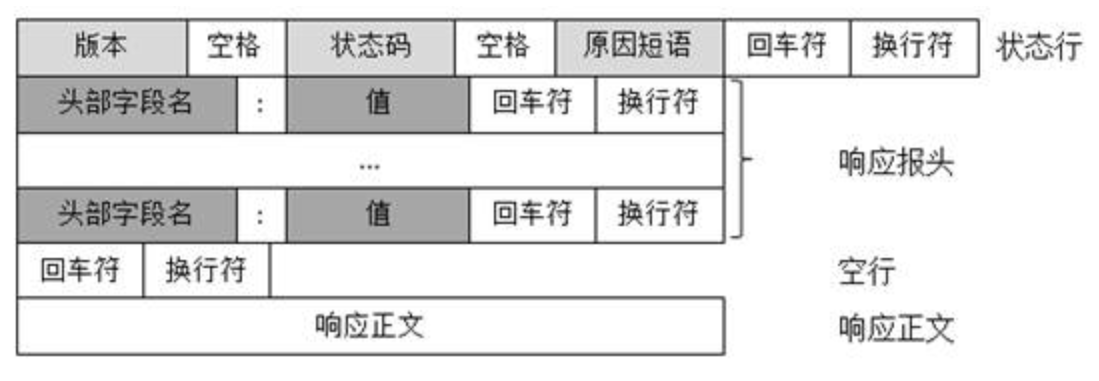 版本 空格 状态码 空格 原因短语 回车符 换行符 状态行
头部字段名 : 值 回车符 换行符
... 响应报头
头部字段名 : 值 回车符 换行符
回车符 换行符 空行
响应正文 响应正文